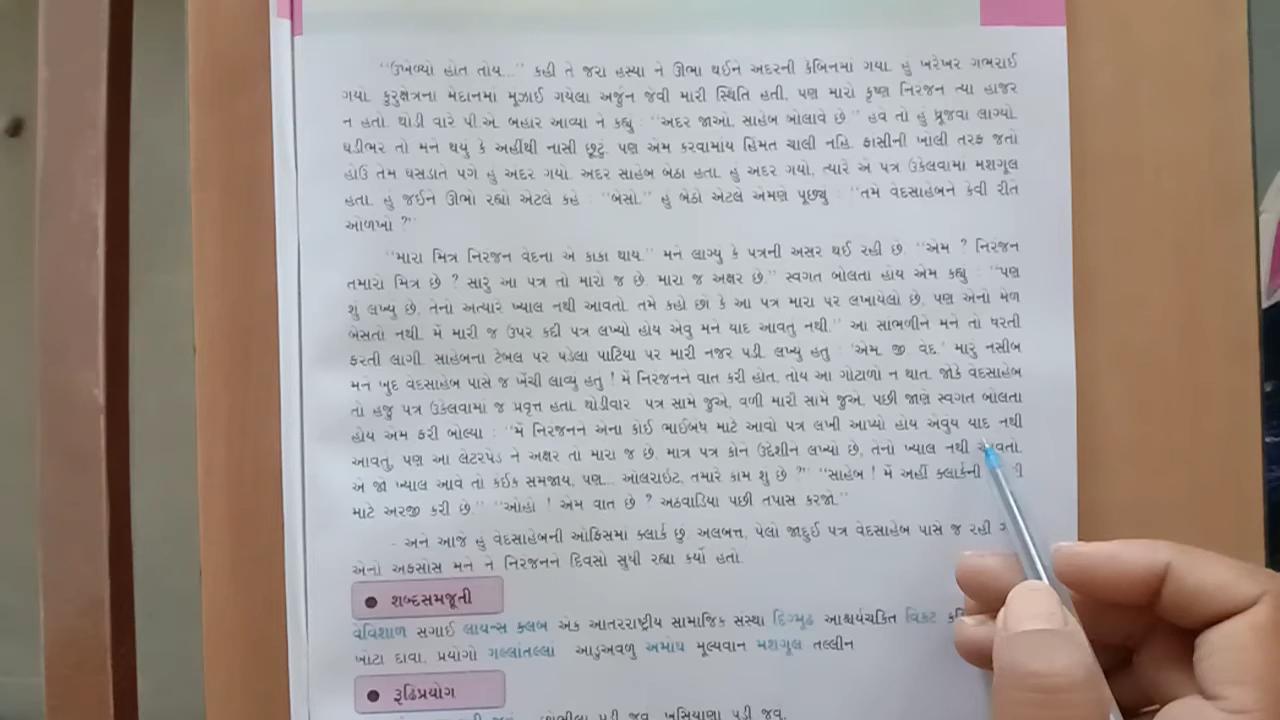 “ઉખેળ્યો હોત તોય...” કહી તે જરા હસ્યા ને ઊભા થઈને અંદરની કેબિનમાં ગયા. હું ખરેખર ગભરાઈ
ગયો. કુરુક્ષેત્રના મેદાનમાં મૂઝાઈ ગયેલા અર્જુન જેવી મારી સ્થિતિ હતી, પણ મારો કૃષ્ણ નિરંજન ત્યાં હાજર
ન હતો. થોડી વારે પી.એ. બહાર આવ્યા ને કહ્યું : “અંદર જાઓ, સાહેબ બોલાવે છે.” હવે તો હું ધ્રૂજવા લાગ્યો.
ઘડીભર તો મને થયું કે અહીંથી નાસી છૂટું, પણ એમ કરવામાંય હિંમત ચાલી નહિ. ફાંસીની ખોલી તરફ જતો
હોઉં તેમ ઘસડાતે પગે હું અંદર ગયો. અંદર સાહેબ બેઠા હતા. હું અંદર ગયો, ત્યારે એ પત્ર ઉકેલવામાં મશગૂલ
હતા. હું જઈને ઊભો રહ્યો એટલે કહે : “બેસો.” હું બેઠો એટલે એમણે પૂછ્યું : “તમે વેદસાહેબને કેવી રીતે
ઓળખો ?”
“મારા મિત્ર નિરંજન વેદના એ કાકા થાય.” મને લાગ્યું કે પત્રની અસર થઈ રહી છે. “એમ ? નિરંજન
તમારો મિત્ર છે ? સારું આ પત્ર તો મારો જ છે. મારા જ અક્ષર છે.” સ્વગત બોલતા હોય એમ કહ્યું : “પણ
શું લખ્યું છે, તેનો અત્યારે ખ્યાલ નથી આવતો. તમે કહો છો કે આ પત્ર મારા પર લખાયેલો છે, પણ એનો મેળ
બેસતો નથી. મેં મારી જ ઉપર કદી પત્ર લખ્યો હોય એવું મને યાદ આવતું નથી.” આ સાંભળીને મને તો ધરતી
ફરતી લાગી. સાહેબના ટેબલ પર પડેલા પાટિયા પર મારી નજર પડી. લખ્યું હતું : ‘એમ. જી. વેદ.’ મારું નસીબ
મને ખુદ વેદસાહેબ પાસે જ ખેંચી લાવ્યું હતું ! મેં નિરંજનને વાત કરી હોત, તોય આ ગોટાળો ન થાત. જોકે વેદસાહેબ
તો હજુ પત્ર ઉકેલવામાં જ પ્રવૃત્ત હતા. થોડીવાર પત્ર સામે જુએ, વળી મારી સામે જુએ, પછી જાણે સ્વગત બોલતા
હોય એમ ફરી બોલ્યા : “મેં નિરંજનને એના કોઈ ભાઈબંધ માટે આવો પત્ર લખી આપ્યો હોય એવુંય યાદ નથી
આવતું, પણ આ લેટરપેડ ને અક્ષર તો મારા જ છે. માત્ર પત્ર કોને ઉદ્દેશીને લખ્યો છે, તેનો ખ્યાલ નથી આવતો.
એ જો ખ્યાલ આવે તો કંઈક સમજાય, પણ... ઑલરાઇટ, તમારે કામ શું છે ?” “સાહેબ ! મેં અહીં ક્લાર્કની
માટે અરજી કરી છે.” “ઓહો ! એમ વાત છે ? અઠવાડિયા પછી તપાસ કરજો.”
- અને આજે હું વેદસાહેબની ઑફિસમાં ક્લાર્ક છું. અલબત્ત, પેલો જાદુઈ પત્ર વેદસાહેબ પાસે જ રહી
એનો અફસોસ મને ને નિરંજનને દિવસો સુધી રહ્યા કર્યો હતો.
● શબ્દસમજૂતી
વેવિશાળ સગાઈ લાયન્સ ક્લબ એક આંતરરાષ્ટ્રીય સામાજિક સંસ્થા દિગ્મૂઢ આશ્ચર્યચકિત વિકટ
ખોટા દાવા, પ્રયોગો ગલ્લાંતલ્લાં આડુંઅવળું અમોઘ મૂલ્યવાન મશગૂલ તલ્લીન
● રૂઢિપ્રયોગ